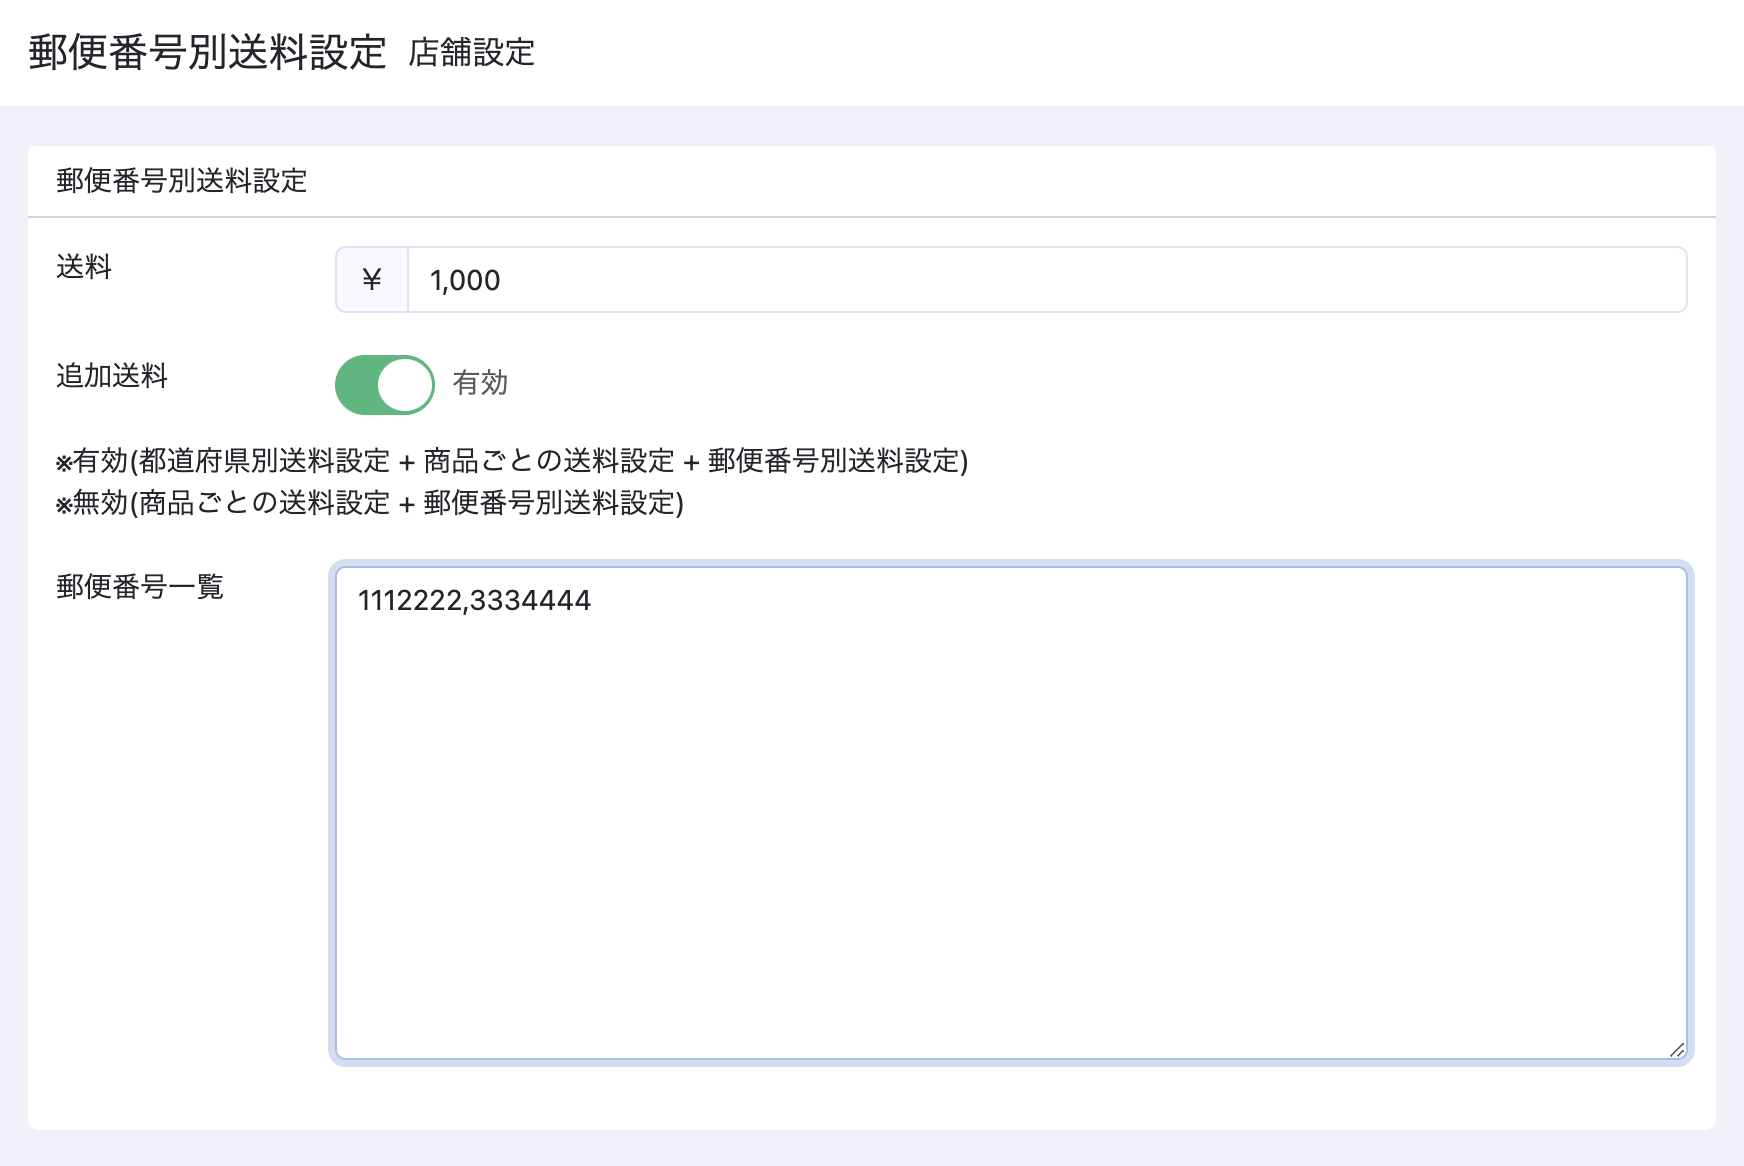 郵便番号別送料設定 店舗設定
郵便番号別送料設定
送料
¥ 1,000
追加送料
有効
※有効(都道府県別送料設定 + 商品ごとの送料設定 + 郵便番号別送料設定)
※無効(商品ごとの送料設定 + 郵便番号別送料設定)
郵便番号一覧
1112222,3334444